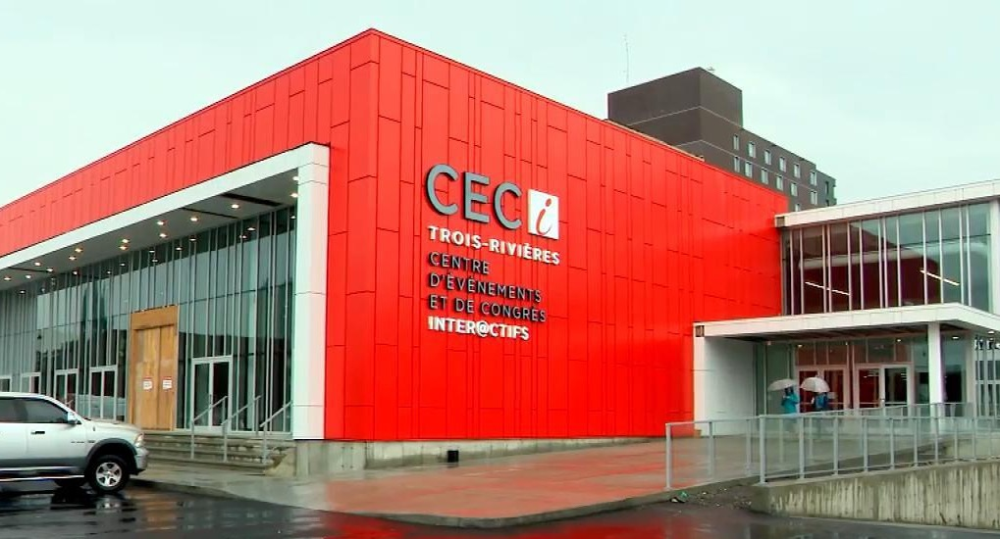 CEC i
TROIS-RIVIÈRES
CENTRE
D'ÉVÉNEMENTS
ET DE CONGRÈS
INTER@CTIFS